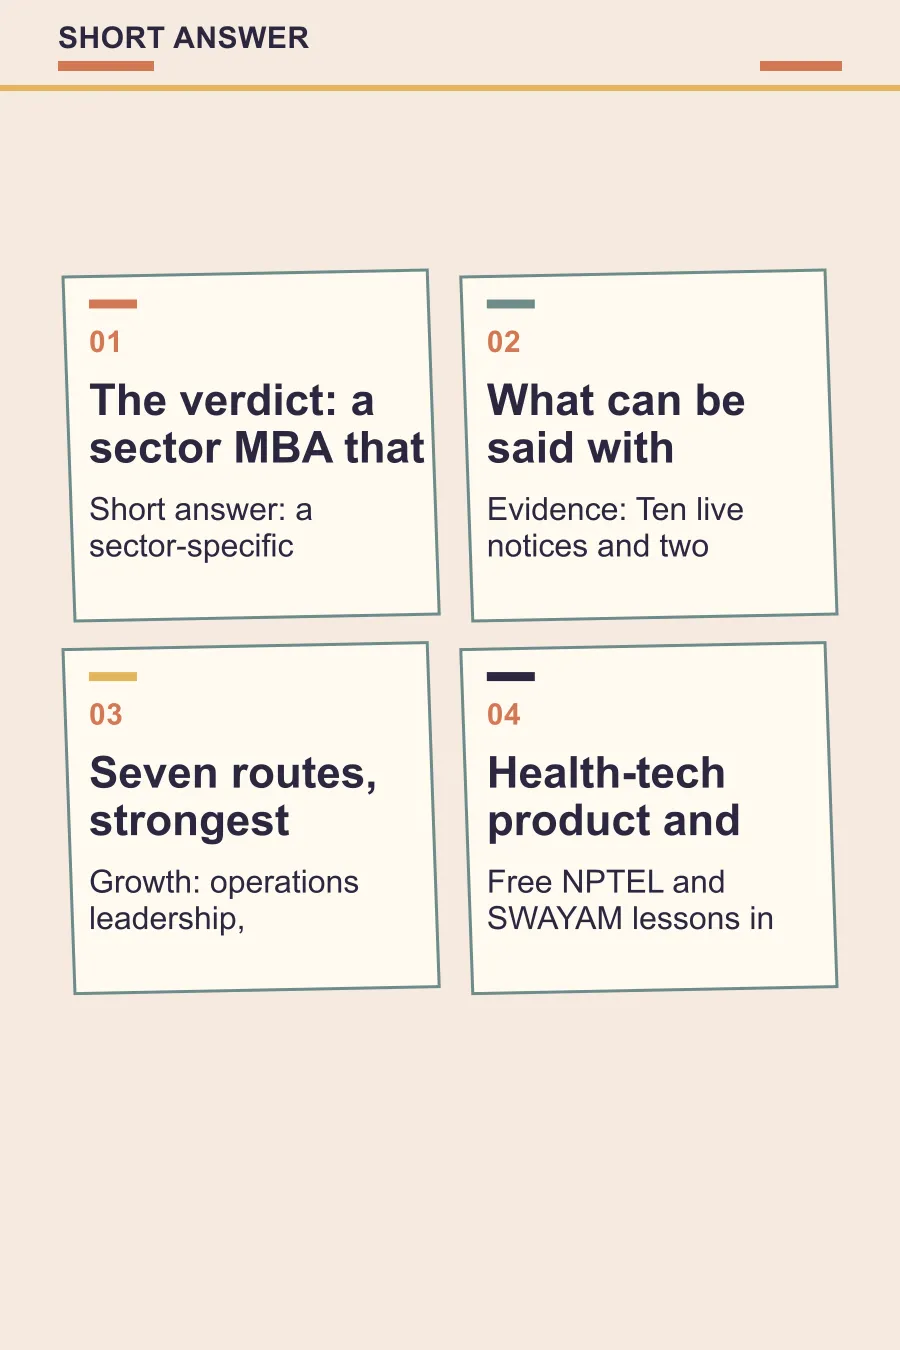 SHORT ANSWER
01
The verdict: a
sector MBA that
Short answer: a
sector-specific
02
What can be
said with
Evidence: Ten live
notices and two
03
Seven routes,
strongest
Growth: operations
leadership,
04
Health-tech
product and
Free NPTEL and
SWAYAM lessons in